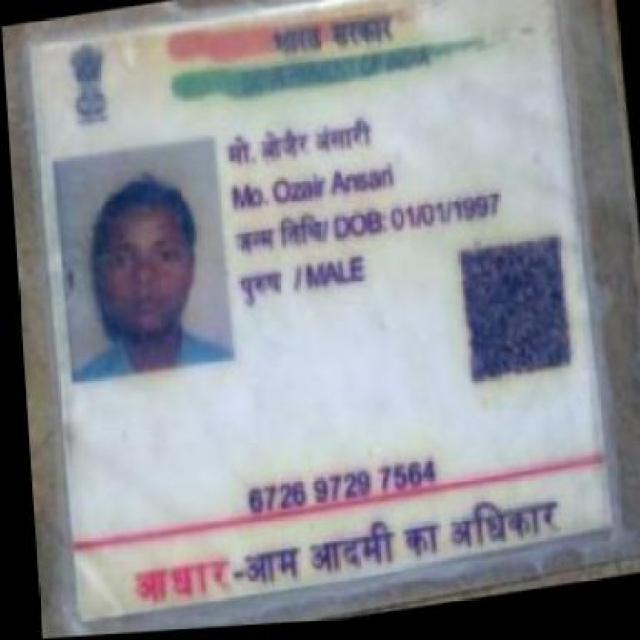 भारत सरकार
GOVERNMENT OF INDIA
मो. ओजैर अंसारी
Mo. Ozair Ansari
जन्म तिथि/ DOB: 01/01/1997
पुरुष / MALE
6726 9729 7564
आधार-आम आदमी का अधिकार